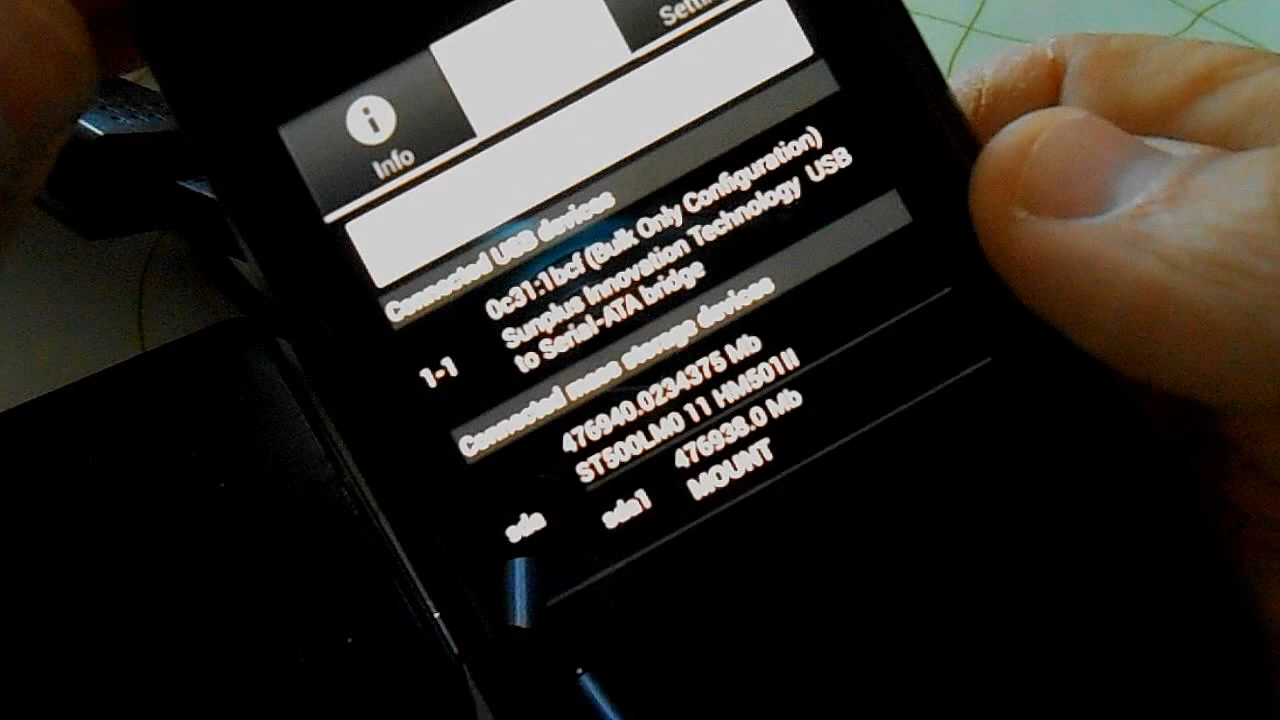 Info
Connected USB devices
0c31:1bcf (Bulk Only Configuration)
Sunplus Innovation Technology USB
to Serial-ATA bridge
1-1
Connected mass storage devices
476940.0234375 Mb
ST500LM0 11 HM501II
sda
476938.0 Mb
sda1
MOUNT